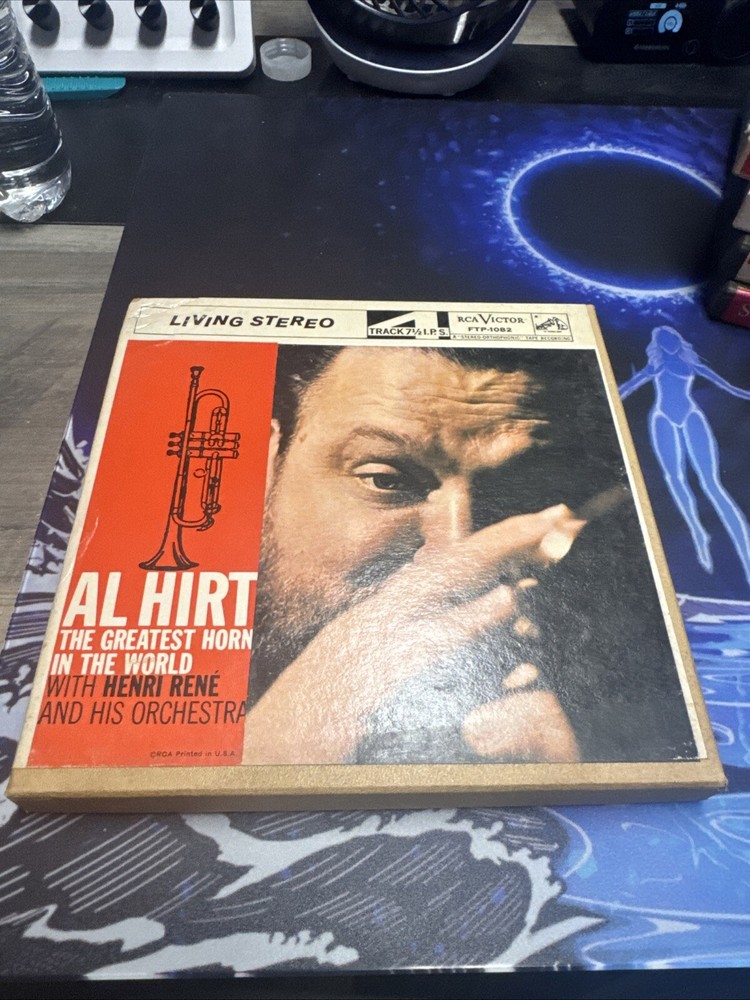 LIVING STEREO
4
TRACK 7½ I.P.S.
RCA VICTOR
FTP-1082
A "STEREO-ORTHOPHONIC" TAPE RECORDING
AL HIRT
THE GREATEST HORN
IN THE WORLD
WITH HENRI RENÉ
AND HIS ORCHESTRA
©RCA Printed in U.S.A.